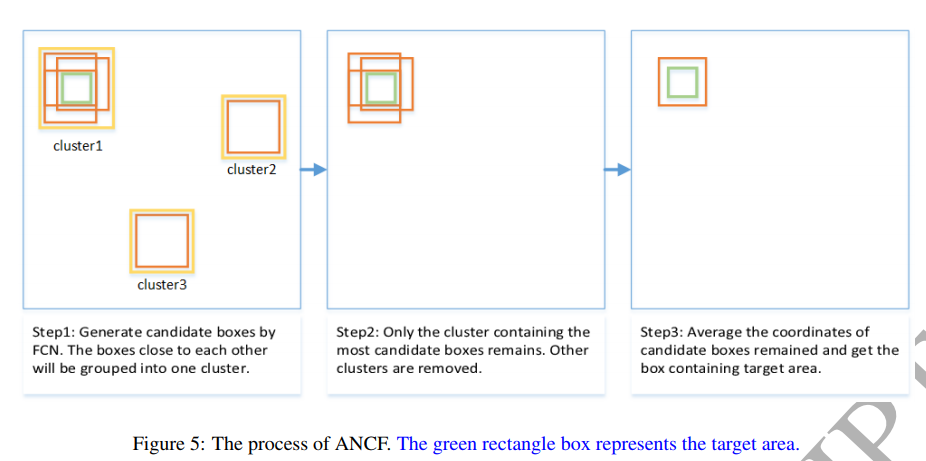 cluster1
cluster2
cluster3
Step1: Generate candidate boxes by
FCN. The boxes close to each other
will be grouped into one cluster.
Step2: Only the cluster containing the
most candidate boxes remains. Other
clusters are removed.
Step3: Average the coordinates of
candidate boxes remained and get the
box containing target area.
Figure 5: The process of ANCF. The green rectangle box represents the target area.